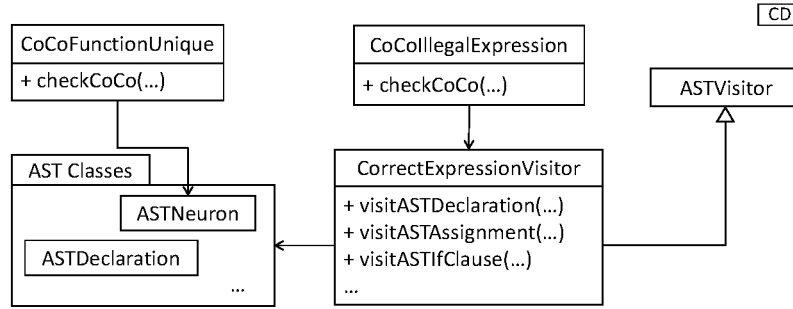 CD
CoCoFunctionUnique
+ checkCoCo(...)
CoCoIllegalExpression
+ checkCoCo(...)
ASTVisitor
AST Classes
ASTNeuron
ASTDeclaration
...
CorrectExpressionVisitor
+ visitASTDeclaration(...)
+ visitASTAssignment(...)
+ visitASTIfClause(...)
...